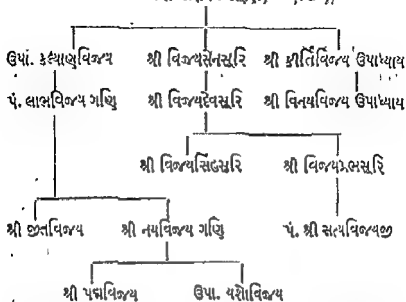 ઉપાં. કલ્યાણવિજય શ્રી વિજયસેનસૂરિ શ્રી કીર્તિવિજય ઉપાધ્યાય
પં. લાભવિજય ગણિ શ્રી વિજયદેવસૂરિ શ્રી વિનયવિજય ઉપાધ્યાય
શ્રી વિજયસિંહસુરિ શ્રી વિજયપ્રભસૂરિ
શ્રી જીતવિજય શ્રી નયવિજય ગણિ પં. શ્રી સત્યવિજયજી
શ્રી પદ્મવિજય ઉપા. યશોવિજય